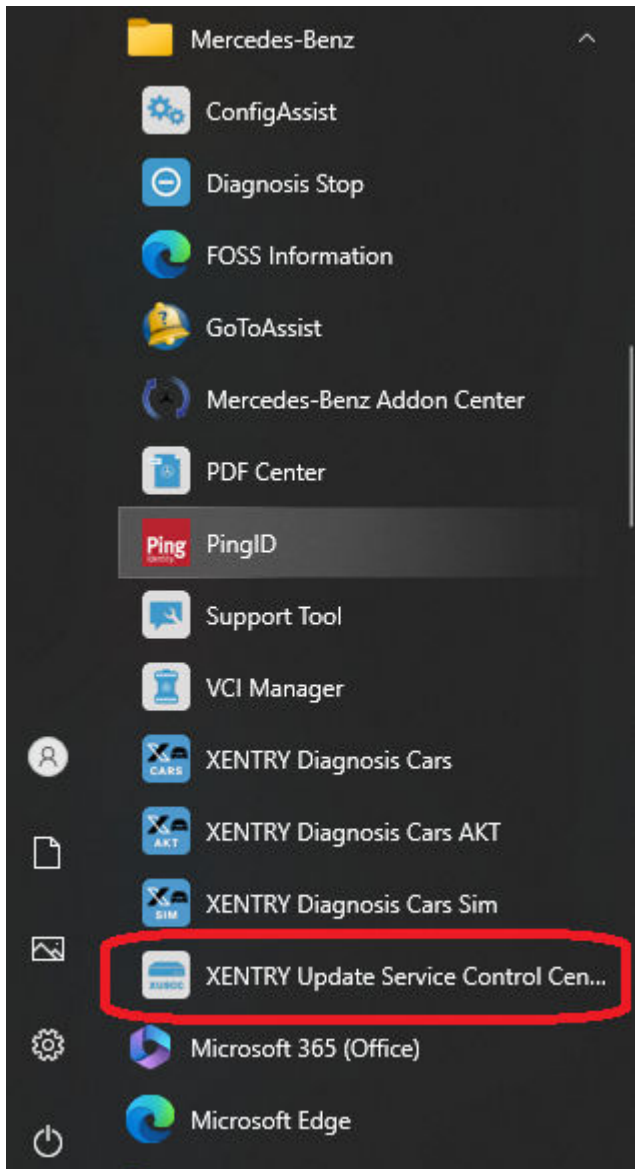 Mercedes-Benz
ConfigAssist
Diagnosis Stop
FOSS Information
GoToAssist
Mercedes-Benz Addon Center
PDF Center
Ping PingID
Support Tool
VCI Manager
CARS XENTRY Diagnosis Cars
AKT XENTRY Diagnosis Cars AKT
SIM XENTRY Diagnosis Cars Sim
XUSCC XENTRY Update Service Control Cen...
Microsoft 365 (Office)
Microsoft Edge